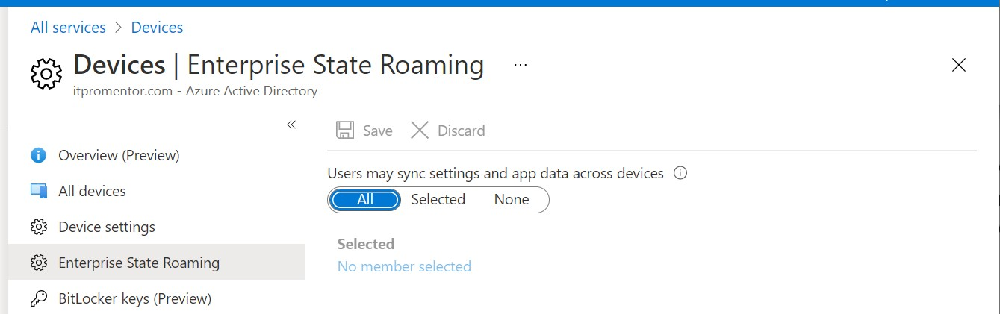 All services > Devices
Devices | Enterprise State Roaming ...
itpromentor.com - Azure Active Directory
«
Overview (Preview)
All devices
Device settings
Enterprise State Roaming
BitLocker keys (Preview)
Save Discard
Users may sync settings and app data across devices
All Selected None
Selected
No member selected